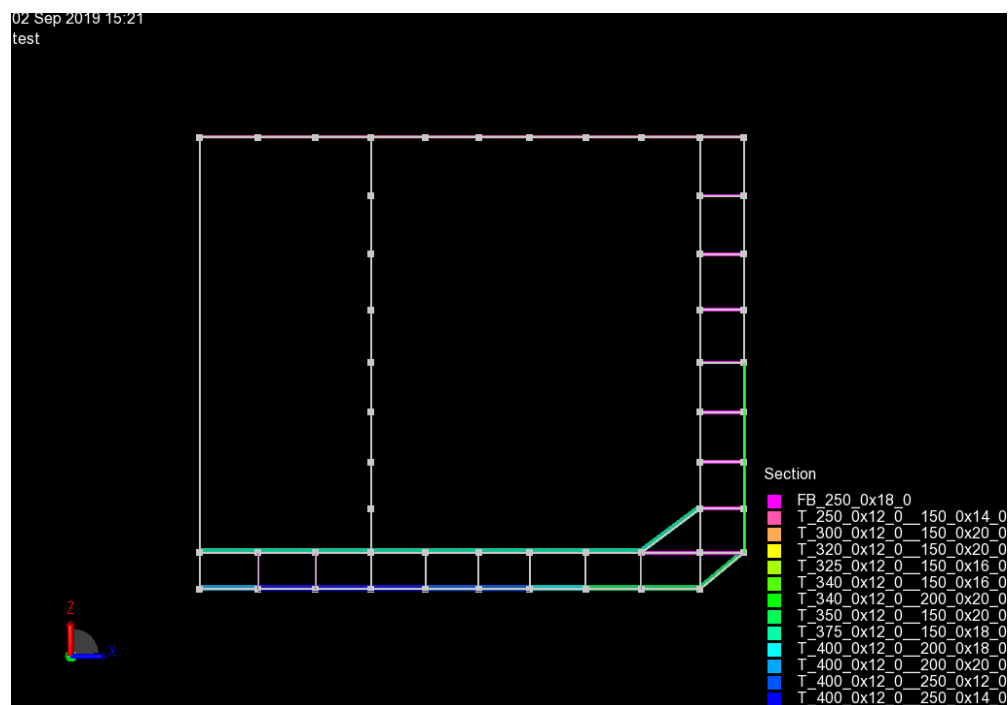 02 Sep 2019 15:21
test
Section
FB_250_0x18_0
T_250_0x12_0__150_0x14_0
T_300_0x12_0__150_0x20_0
T_320_0x12_0__150_0x20_0
T_325_0x12_0__150_0x16_0
T_340_0x12_0__150_0x16_0
T_340_0x12_0__200_0x20_0
T_350_0x12_0__150_0x20_0
T_375_0x12_0__150_0x18_0
T_400_0x12_0__200_0x18_0
T_400_0x12_0__200_0x20_0
T_400_0x12_0__250_0x12_0
T_400_0x12_0__250_0x14_0
Z
X